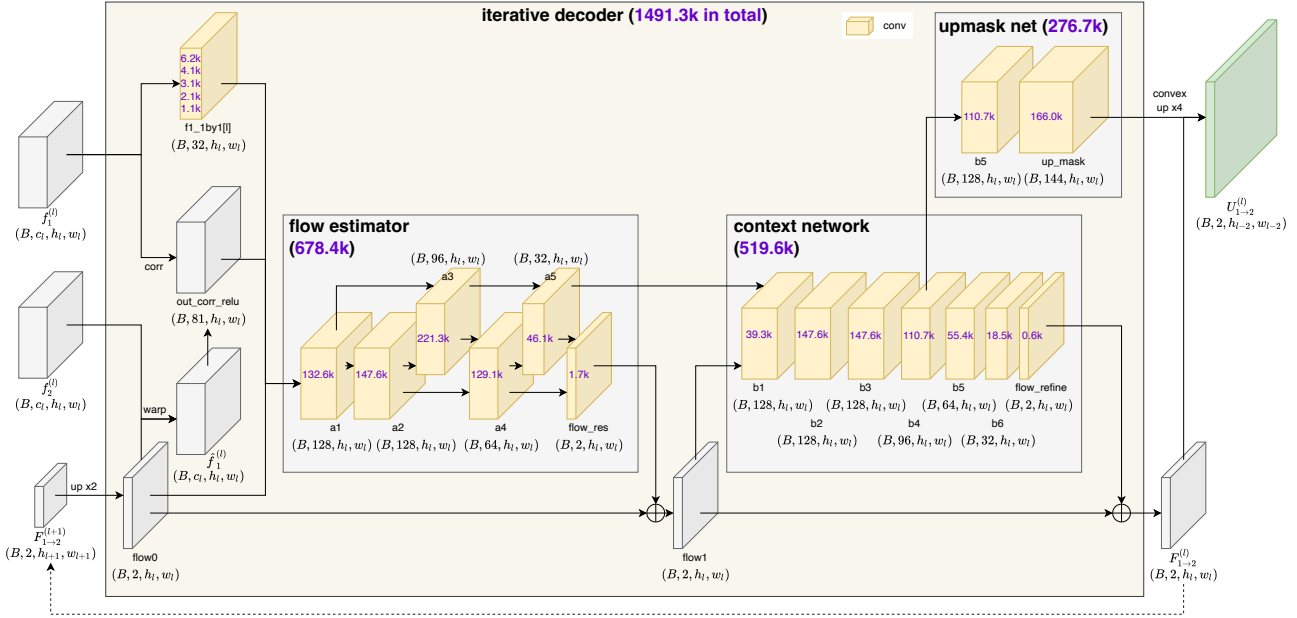 iterative decoder (1491.3k in total)
conv
upmask net (276.7k)
6.2k
4.1k
3.1k
2.1k
1.1k
f1_1by1[l]
(B, 32, h_l, w_l)
110.7k
166.0k
b5
up_mask
(B, 128, h_l, w_l)
(B, 144, h_l, w_l)
convex
up x4
U_{1→2}^{(l)}
(B, 2, h_{l−2}, w_{l−2})
f_1^{(l)}
(B, c_l, h_l, w_l)
corr
out_corr_relu
(B, 81, h_l, w_l)
f_2^{(l)}
(B, c_l, h_l, w_l)
warp
f̂_1^{(l)}
(B, c_l, h_l, w_l)
flow estimator
(678.4k)
(B, 96, h_l, w_l)
a3
(B, 32, h_l, w_l)
a5
132.6k
147.6k
221.3k
129.1k
46.1k
1.7k
a1
a2
a4
flow_res
(B, 128, h_l, w_l)
(B, 128, h_l, w_l)
(B, 64, h_l, w_l)
(B, 2, h_l, w_l)
context network
(519.6k)
39.3k
147.6k
147.6k
110.7k
55.4k
18.5k
0.6k
b1
b3
b5
flow_refine
(B, 128, h_l, w_l)
(B, 128, h_l, w_l)
(B, 64, h_l, w_l)
(B, 2, h_l, w_l)
b2
b4
b6
(B, 128, h_l, w_l)
(B, 96, h_l, w_l)
(B, 32, h_l, w_l)
up x2
F_{1→2}^{(l+1)}
(B, 2, h_{l+1}, w_{l+1})
flow0
(B, 2, h_l, w_l)
flow1
(B, 2, h_l, w_l)
F_{1→2}^{(l)}
(B, 2, h_l, w_l)